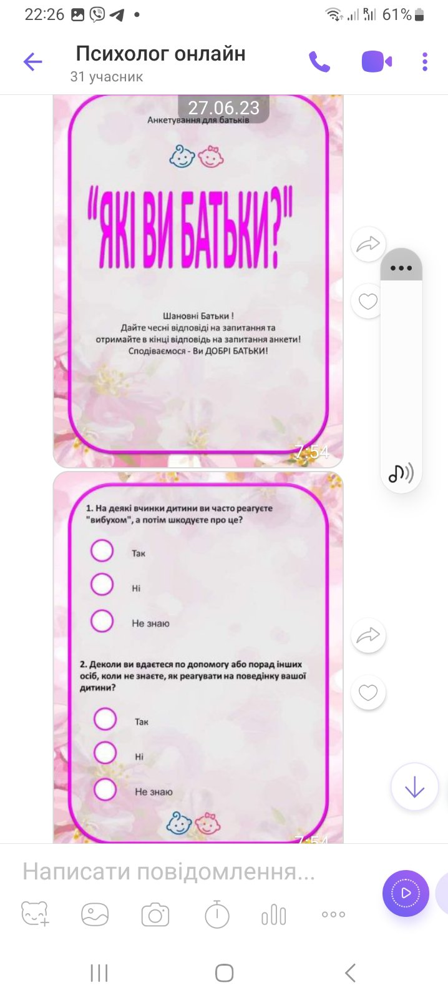 22:26
61%
Психолог онлайн
31 учасник
27.06.23
Анкетування для батьків
"ЯКІ ВИ БАТЬКИ?"
Шановні Батьки !
Дайте чесні відповіді на запитання та
отримайте в кінці відповідь на запитання анкети!
Сподіваємося - Ви ДОБРІ БАТЬКИ!
7:54
1. На деякі вчинки дитини ви часто реагуєте
"вибухом", а потім шкодуєте про це?
Так
Ні
Не знаю
2. Деколи ви вдаєтеся по допомогу або порад інших
осіб, коли не знаєте, як реагувати на поведінку вашої
дитини?
Так
Ні
Не знаю
7:54
Написати повідомлення...